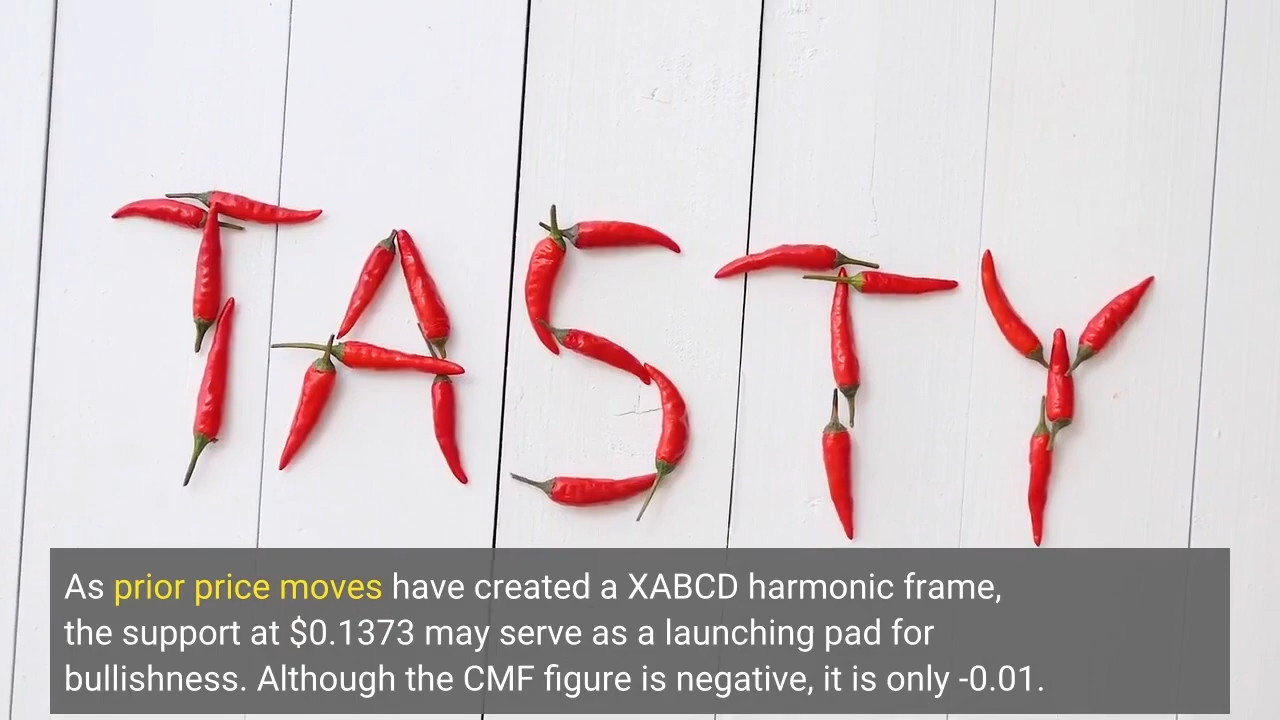 TASTY
As prior price moves have created a XABCD harmonic frame,
the support at $0.1373 may serve as a launching pad for
bullishness. Although the CMF figure is negative, it is only -0.01.